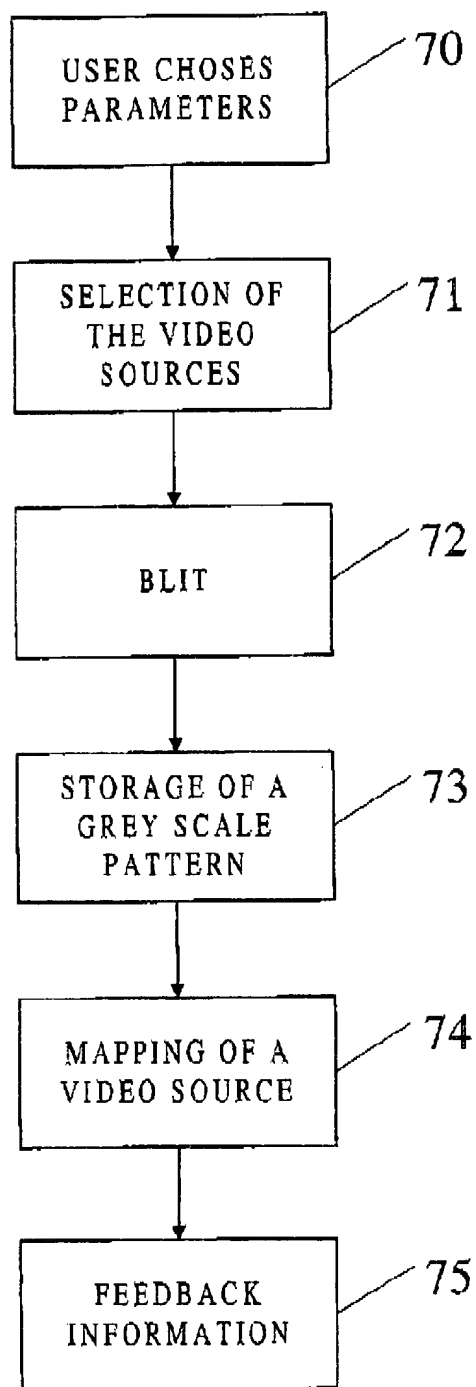 USER CHOSES
PARAMETERS
70
SELECTION OF
THE VIDEO
SOURCES
71
BLIT
72
STORAGE OF A
GREY SCALE
PATTERN
73
MAPPING OF A
VIDEO SOURCE
74
FEEDBACK
INFORMATION
75